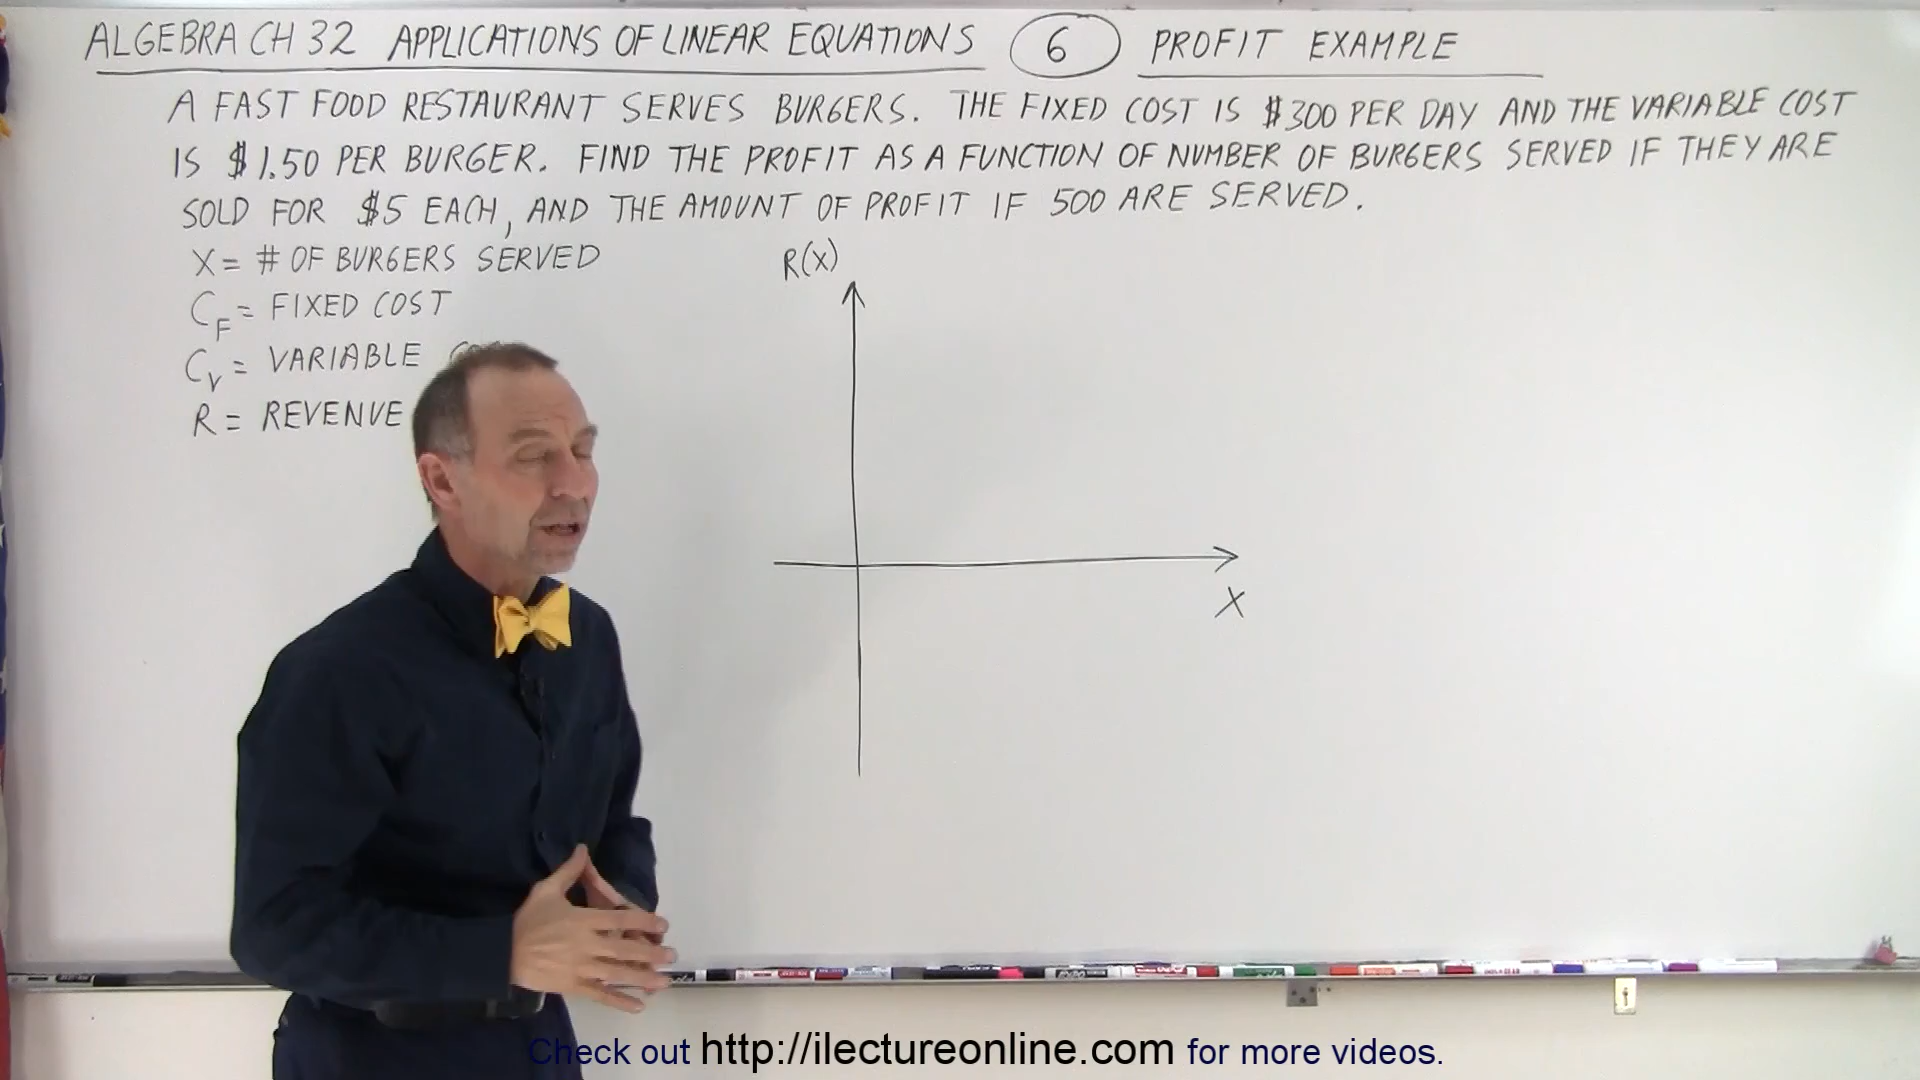 ALGEBRA CH 32 APPLICATIONS OF LINEAR EQUATIONS 6 PROFIT EXAMPLE
A FAST FOOD RESTAURANT SERVES BURGERS. THE FIXED COST IS $300 PER DAY AND THE VARIABLE COST
IS $1.50 PER BURGER. FIND THE PROFIT AS A FUNCTION OF NUMBER OF BURGERS SERVED IF THEY ARE
SOLD FOR $5 EACH, AND THE AMOUNT OF PROFIT IF 500 ARE SERVED.
X = # OF BURGERS SERVED
C_F = FIXED COST
C_V = VARIABLE
R = REVENUE
R(X)
X
Check out http://ilectureonline.com for more videos.